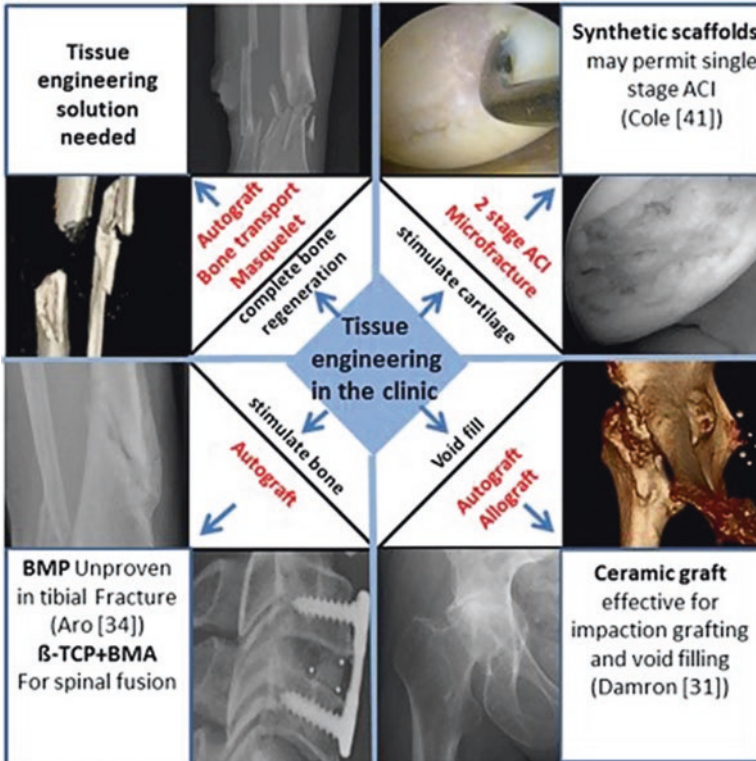 Tissue
engineering
solution
needed
Synthetic scaffolds
may permit single
stage ACI
(Cole [41])
Autograft
Bone transport
Masquelet
complete bone
regeneration
2 stage ACI
Microfracture
stimulate cartilage
Tissue
engineering
in the clinic
stimulate bone
Autograft
Void fill
Autograft
Allograft
BMP Unproven
in tibial Fracture
(Aro [34])
ß-TCP+BMA
For spinal fusion
Ceramic graft
effective for
impaction grafting
and void filling
(Damron [31])